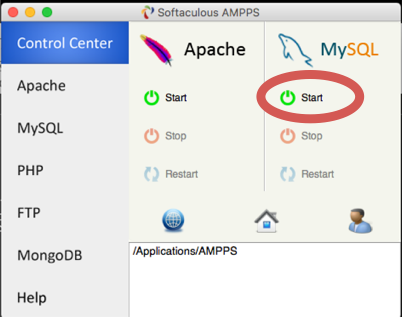 Softaculous AMPPS
Control Center
Apache
MySQL
PHP
FTP
MongoDB
Help
Apache
Start
Stop
Restart
MySQL
Start
Stop
Restart
/Applications/AMPPS